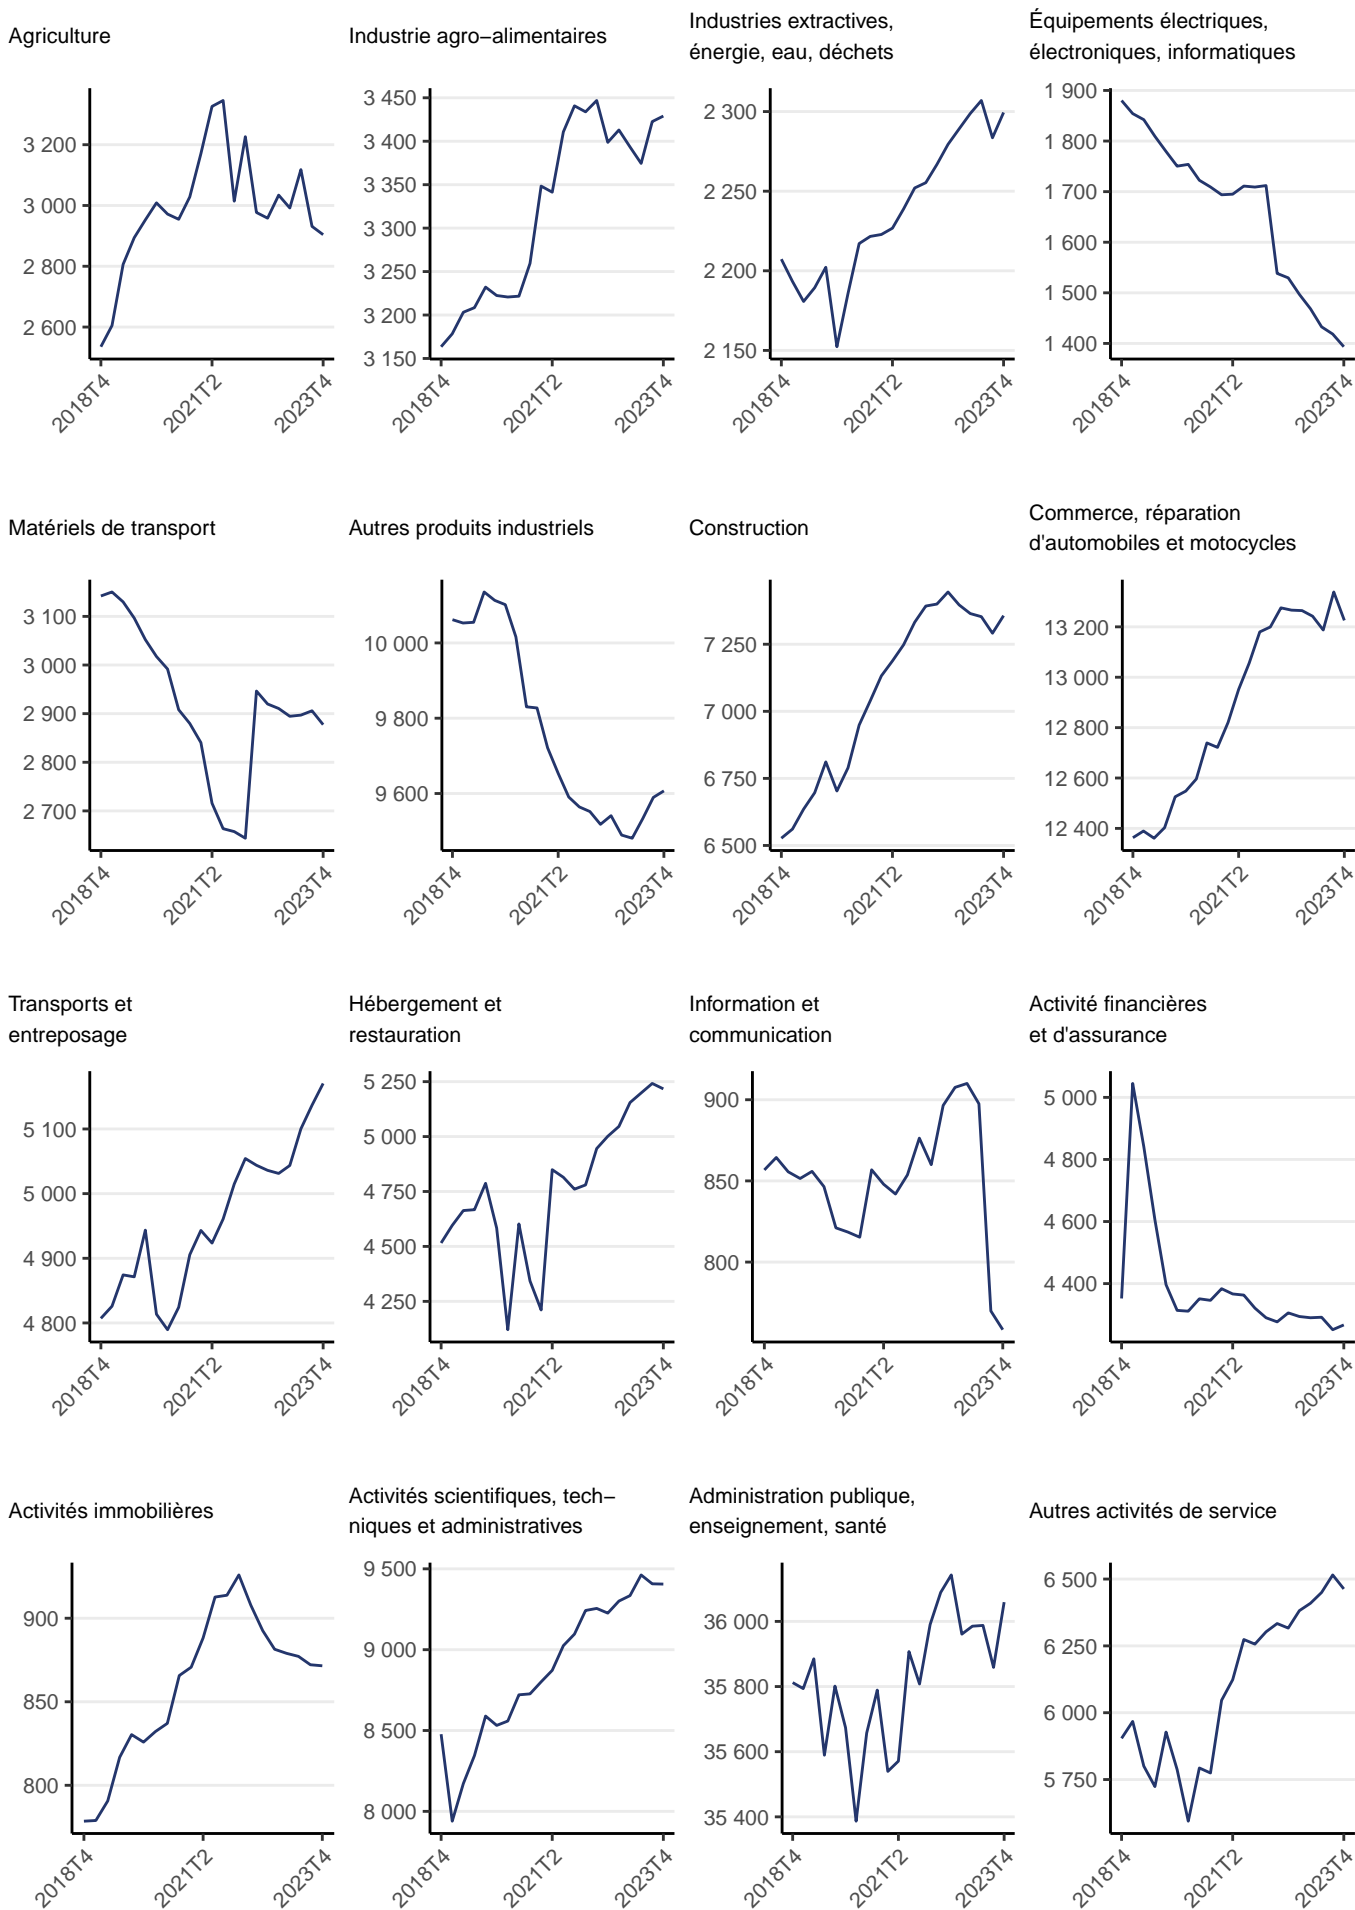 Agriculture
3 200
3 000
2 800
2 600
2018T4
2021T2
2023T4
Industrie agro−alimentaires
3 450
3 400
3 350
3 300
3 250
3 200
3 150
2018T4
2021T2
2023T4
Industries extractives,
énergie, eau, déchets
2 300
2 250
2 200
2 150
2018T4
2021T2
2023T4
Équipements électriques,
électroniques, informatiques
1 900
1 800
1 700
1 600
1 500
1 400
2018T4
2021T2
2023T4
Matériels de transport
3 100
3 000
2 900
2 800
2 700
2018T4
2021T2
2023T4
Autres produits industriels
10 000
9 800
9 600
2018T4
2021T2
2023T4
Construction
7 250
7 000
6 750
6 500
2018T4
2021T2
2023T4
Commerce, réparation
d'automobiles et motocycles
13 200
13 000
12 800
12 600
12 400
2018T4
2021T2
2023T4
Transports et
entreposage
5 100
5 000
4 900
4 800
2018T4
2021T2
2023T4
Hébergement et
restauration
5 250
5 000
4 750
4 500
4 250
2018T4
2021T2
2023T4
Information et
communication
900
850
800
2018T4
2021T2
2023T4
Activité financières
et d'assurance
5 000
4 800
4 600
4 400
2018T4
2021T2
2023T4
Activités immobilières
900
850
800
2018T4
2021T2
2023T4
Activités scientifiques, tech−
niques et administratives
9 500
9 000
8 500
8 000
2018T4
2021T2
2023T4
Administration publique,
enseignement, santé
36 000
35 800
35 600
35 400
2018T4
2021T2
2023T4
Autres activités de service
6 500
6 250
6 000
5 750
2018T4
2021T2
2023T4